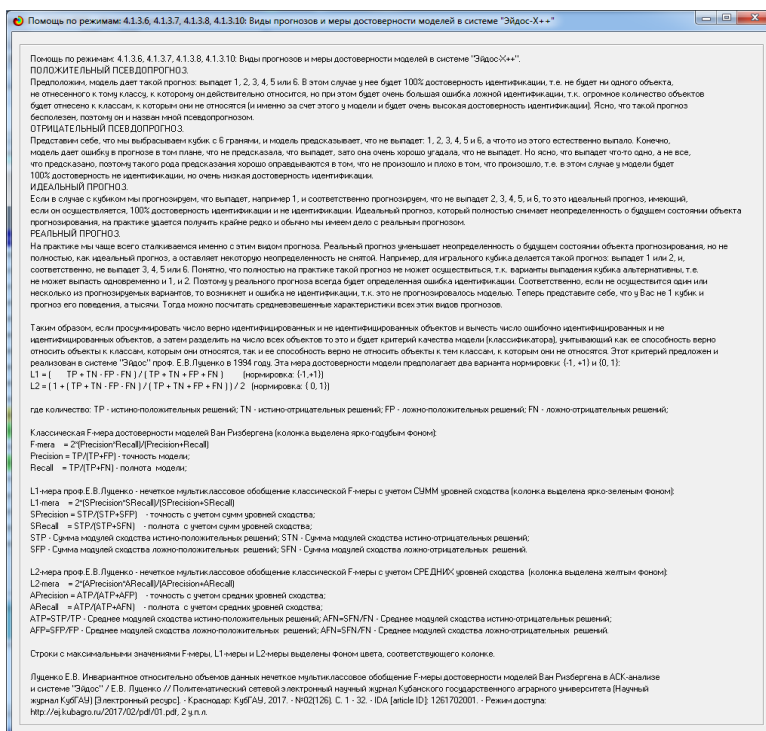 Помощь по режимам: 4.1.3.6, 4.1.3.7, 4.1.3.8, 4.1.3.10: Виды прогнозов и меры достоверности моделей в системе "Эйдос-Х++"
Помощь по режимам: 4.1.3.6, 4.1.3.7, 4.1.3.8, 4.1.3.10: Виды прогнозов и меры достоверности моделей в системе "Эйдос-Х++".
ПОЛОЖИТЕЛЬНЫЙ ПСЕВДОПРОГНОЗ.
Предположим, модель дает такой прогноз: выпадет 1, 2, 3, 4, 5 или 6. В этом случае у нее будет 100% достоверность идентификации, т.е. не будет ни одного объекта,
не отнесенного к тому классу, к которому он действительно относится, но при этом будет очень большая ошибка ложной идентификации, т.к. огромное количество объектов
будет отнесено к классам, к которым они не относятся (и именно за счет этого у модели и будет очень высокая достоверность идентификации). Ясно, что такой прогноз
бесполезен, поэтому он и назван мной псевдопрогнозом.
ОТРИЦАТЕЛЬНЫЙ ПСЕВДОПРОГНОЗ.
Представим себе, что мы выбрасываем кубик с 6 гранями, и модель предсказывает, что не выпадет: 1, 2, 3, 4, 5 и 6, а что-то из этого естественно выпало. Конечно,
модель дает ошибку в прогнозе в том плане, что не предсказала, что выпадет, зато она очень хорошо угадала, что не выпадет. Но ясно, что выпадет что-то одно, а не все,
что предсказано, поэтому такого рода предсказания хорошо оправдываются в том, что не произошло и плохо в том, что произошло, т.е. в этом случае у модели будет
100% достоверность не идентификации, но очень низкая достоверность идентификации.
ИДЕАЛЬНЫЙ ПРОГНОЗ.
Если в случае с кубиком мы прогнозируем, что выпадет, например 1, и соответственно прогнозируем, что не выпадет 2, 3, 4, 5, и 6, то это идеальный прогноз, имеющий,
если он осуществляется, 100% достоверность идентификации и не идентификации. Идеальный прогноз, который полностью снимает неопределенность о будущем состоянии объекта
прогнозирования, на практике удается получить крайне редко и обычно мы имеем дело с реальным прогнозом.
РЕАЛЬНЫЙ ПРОГНОЗ.
На практике мы чаще всего сталкиваемся именно с этим видом прогноза. Реальный прогноз уменьшает неопределенность о будущем состоянии объекта прогнозирования, но не
полностью, как идеальный прогноз, а оставляет некоторую неопределенность не снятой. Например, для игрального кубика делается такой прогноз: выпадет 1 или 2, и,
соответственно, не выпадет 3, 4, 5 или 6. Понятно, что полностью на практике такой прогноз не может осуществиться, т.к. варианты выпадения кубика альтернативны, т.е.
не может выпасть одновременно и 1, и 2. Поэтому у реального прогноза всегда будет определенная ошибка идентификации. Соответственно, если не осуществится один или
несколько из прогнозируемых вариантов, то возникнет и ошибка не идентификации, т.к. это не прогнозировалось моделью. Теперь представите себе, что у Вас не 1 кубик и
прогноз его поведения, а тысячи. Тогда можно посчитать средневзвешенные характеристики всех этих видов прогнозов.
Таким образом, если просуммировать число верно идентифицированных и не идентифицированных объектов и вычесть число ошибочно идентифицированных и не
идентифицированных объектов, а затем разделить на число всех объектов то это и будет критерий качества модели (классификатора), учитывающий как ее способность верно
относить объекты к классам, которым они относятся, так и ее способность верно не относить объекты к тем классам, к которым они не относятся. Этот критерий предложен и
реализован в системе "Эйдос" проф. Е.В.Луценко в 1994 году. Эта мера достоверности модели предполагает два варианта нормировки: {-1, +1} и {0, 1}:
L1 = ( TP + TN - FP - FN ) / ( TP + TN + FP + FN ) (нормировка: {-1,+1})
L2 = ( 1 + ( TP + TN - FP - FN ) / ( TP + TN + FP + FN ) ) / 2 (нормировка: { 0, 1})
где количество: TP - истино-положительных решений; TN - истино-отрицательных решений; FP - ложно-положительных решений; FN - ложно-отрицательных решений;
Классическая F-мера достоверности моделей Ван Ризбергена (колонка выделена ярко-голубым фоном):
F-mera = 2*(Precision*Recall)/(Precision+Recall)
Precision = TP/(TP+FP) - точность модели;
Recall = TP/(TP+FN) - полнота модели;
L1-мера проф.Е.В.Луценко - нечеткое мультиклассовое обобщение классической F-меры с учетом СУММ уровней сходства (колонка выделена ярко-зеленым фоном):
L1-mera = 2*(SPrecision*SRecall)/(SPrecision+SRecall)
SPrecision = STP/(STP+SFP) - точность с учетом сумм уровней сходства;
SRecall = STP/(STP+SFN) - полнота с учетом сумм уровней сходства;
STP - Сумма модулей сходства истино-положительных решений; STN - Сумма модулей сходства истино-отрицательных решений;
SFP - Сумма модулей сходства ложно-положительных решений; SFN - Сумма модулей сходства ложно-отрицательных решений.
L2-мера проф.Е.В.Луценко - нечеткое мультиклассовое обобщение классической F-меры с учетом СРЕДНИХ уровней сходства (колонка выделена желтым фоном):
L2-mera = 2*(APrecision*ARecall)/(APrecision+ARecall)
APrecision = ATP/(ATP+AFP) - точность с учетом средних уровней сходства;
ARecall = ATP/(ATP+AFN) - полнота с учетом средних уровней сходства;
ATP=STP/TP - Среднее модулей сходства истино-положительных решений; AFN=SFN/FN - Среднее модулей сходства истино-отрицательных решений;
AFP=SFP/FP - Среднее модулей сходства ложно-положительных решений; AFN=SFN/FN - Среднее модулей сходства ложно-отрицательных решений.
Строки с максимальными значениями F-меры, L1-меры и L2-меры выделены фоном цвета, соответствующего колонке.
Луценко Е.В. Инвариантное относительно объемов данных нечеткое мультиклассовое обобщение F-меры достоверности моделей Ван Ризбергена в АСК-анализе
и системе "Эйдос" / Е.В. Луценко // Политематический сетевой электронный научный журнал Кубанского государственного аграрного университета (Научный
журнал КубГАУ) [Электронный ресурс]. - Краснодар: КубГАУ, 2017. - №02(126). С. 1 - 32. - IDA [article ID]: 1261702001. - Режим доступа:
http://ej.kubagro.ru/2017/02/pdf/01.pdf, 2 у.п.л.